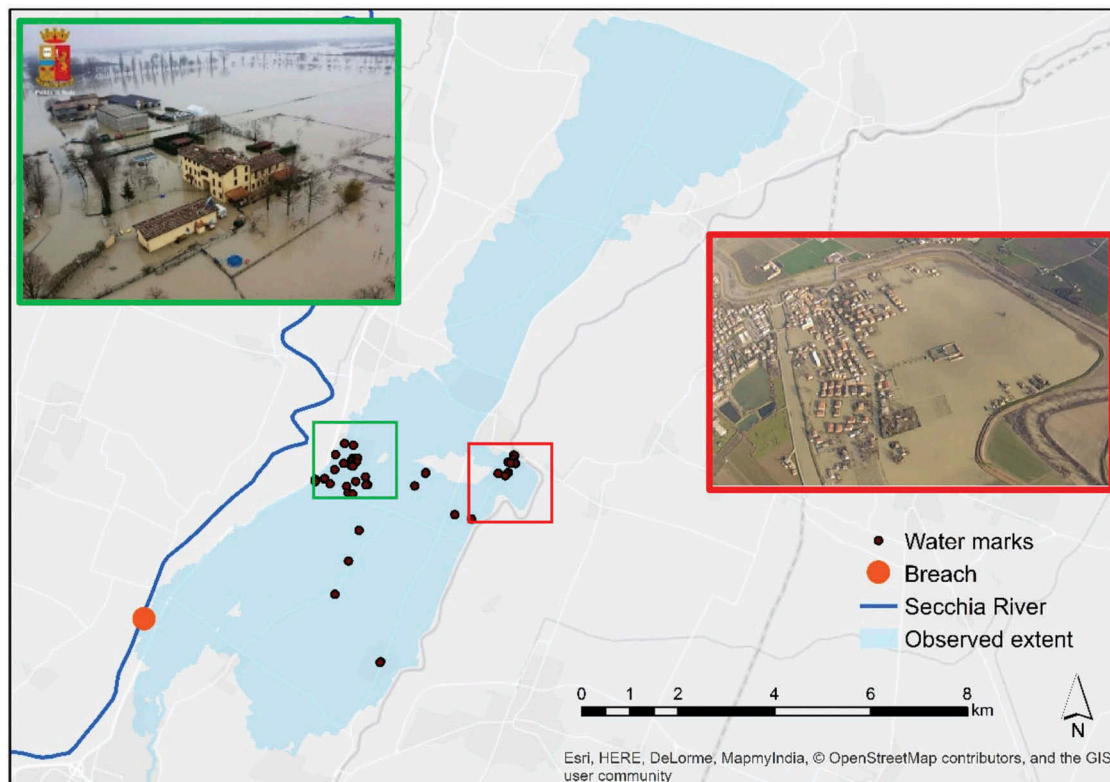 Water marks
Breach
Secchia River
Observed extent
0 1 2 4 6 8
km
N
Esri, HERE, DeLorme, MapmyIndia, © OpenStreetMap contributors, and the GIS
user community